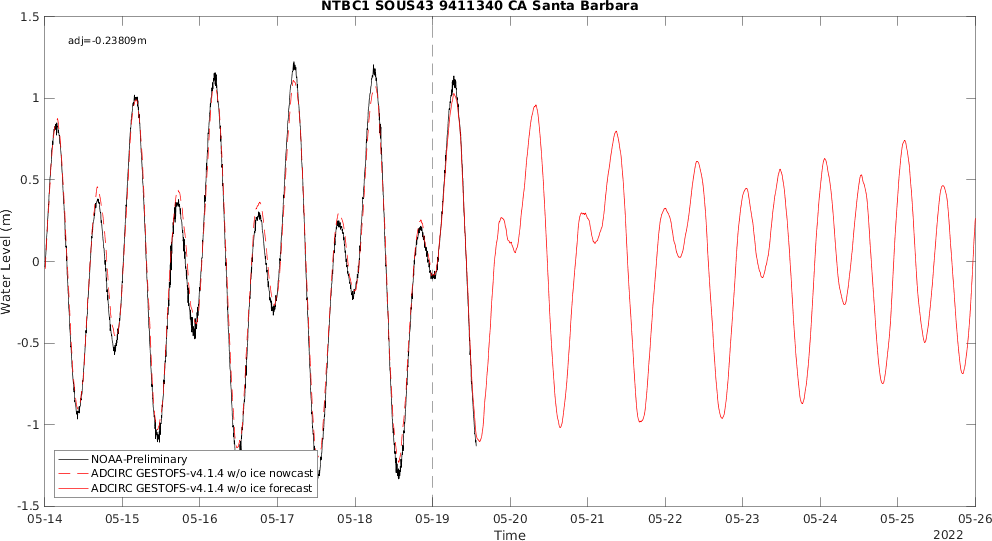 NTBC1 SOUS43 9411340 CA Santa Barbara
1.5
adj=-0.23809m
1
0.5
0
-0.5
-1
-1.5
Water Level (m)
NOAA-Preliminary
ADCIRC GESTOFS-v4.1.4 w/o ice nowcast
ADCIRC GESTOFS-v4.1.4 w/o ice forecast
05-14 05-15 05-16 05-17 05-18 05-19 05-20 05-21 05-22 05-23 05-24 05-25 05-26
Time
2022